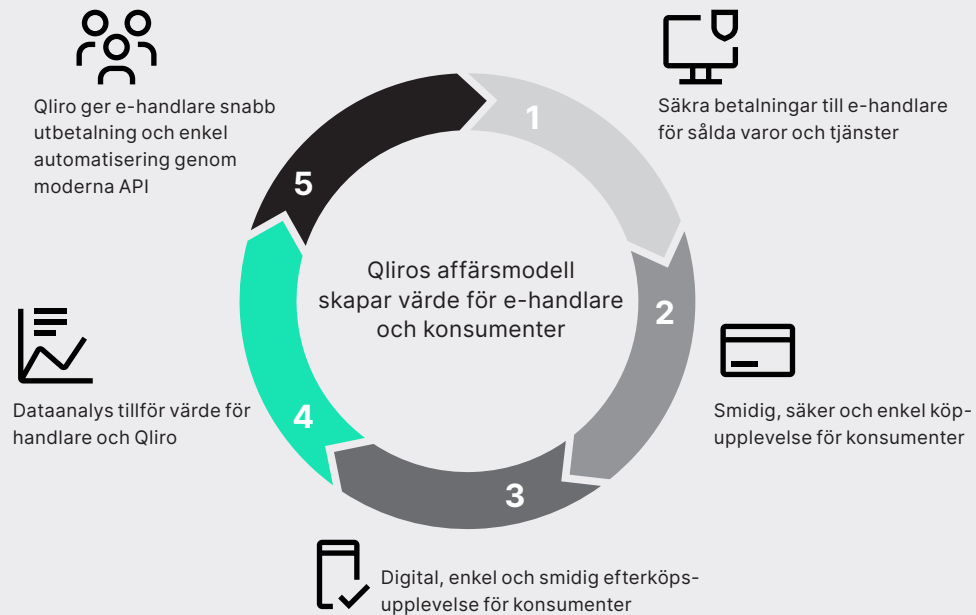 Qliros affärsmodell
skapar värde för e-handlare
och konsumenter
1
Säkra betalningar till e-handlare
för sålda varor och tjänster
2
Smidig, säker och enkel köp-
upplevelse för konsumenter
3
Digital, enkel och smidig efterköps-
upplevelse för konsumenter
4
Dataanalys tillför värde för
handlare och Qliro
5
Qliro ger e-handlare snabb
utbetalning och enkel
automatisering genom
moderna API